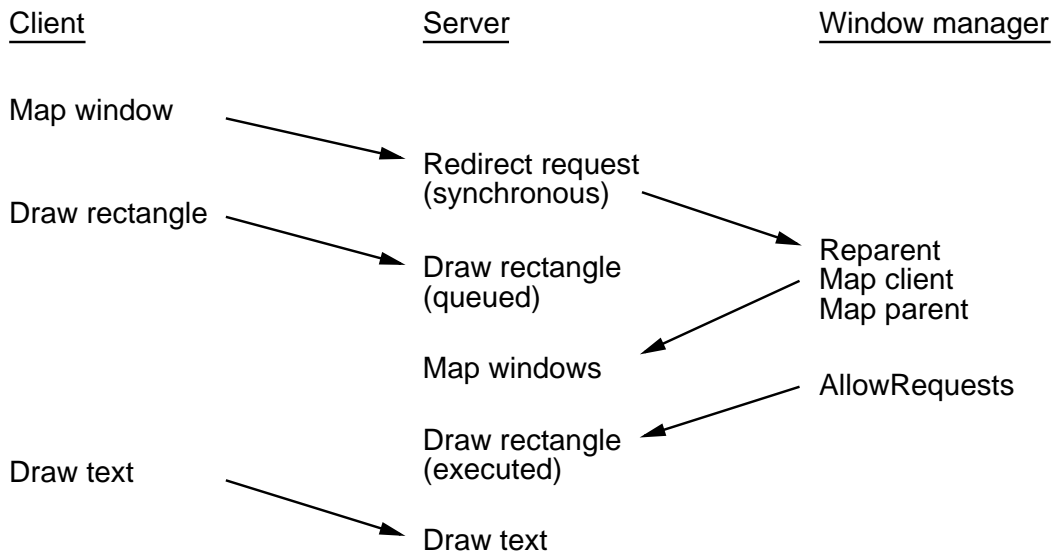 Client
Server
Window manager
Map window
Redirect request
(synchronous)
Draw rectangle
Reparent
Map client
Map parent
Draw rectangle
(queued)
Map windows
AllowRequests
Draw rectangle
(executed)
Draw text
Draw text